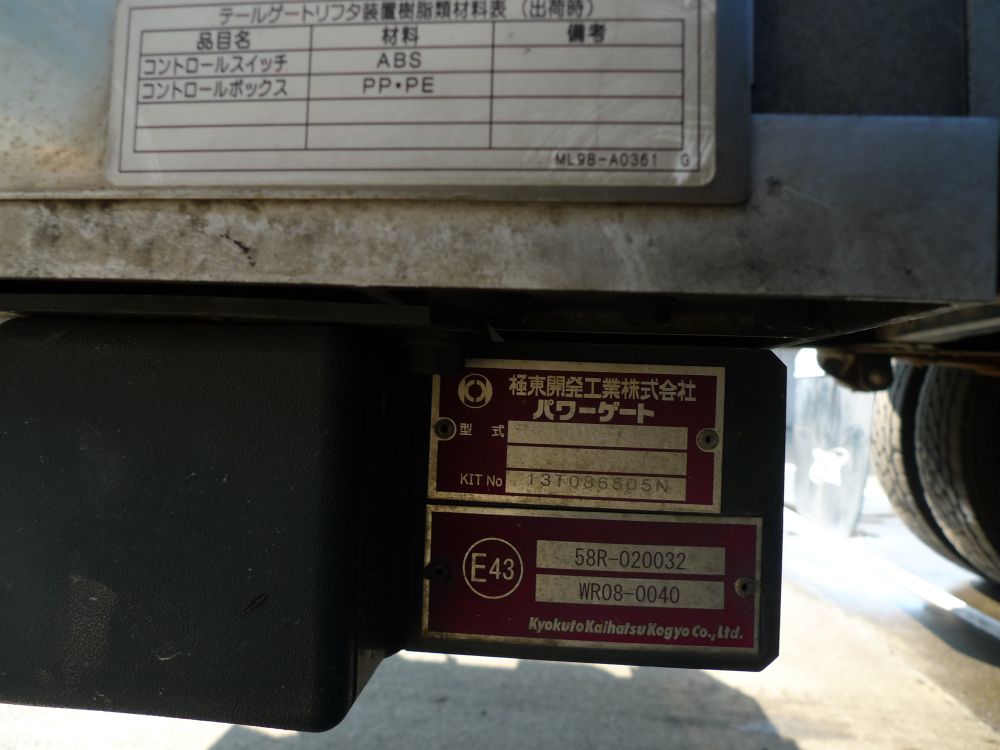 テールゲートリフタ装置樹脂類材料表 (出荷時)
品目名 材料 備考
コントロールスイッチ ABS
コントロールボックス PP・PE
ML98-A0361 G
極東開発工業株式会社
パワーゲート
型式
KIT No 131086505N
E43 58R-020032
WR08-0040
Kyokuto Kaihatsu Kogyo Co., Ltd.